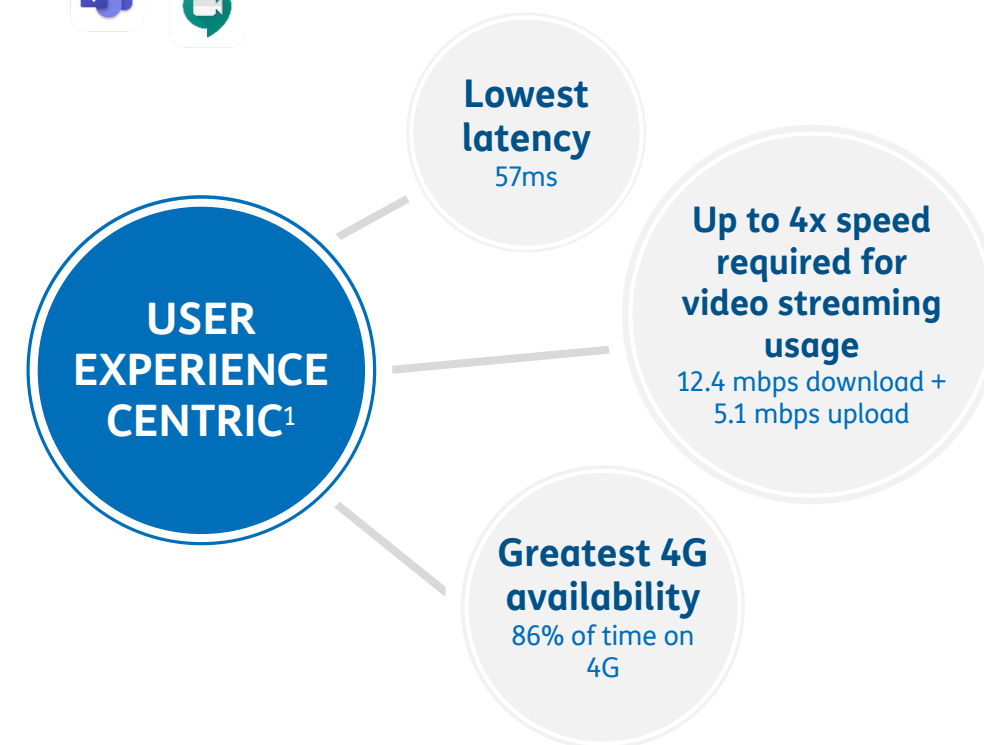 Lowest
latency
57ms
Up to 4x speed
required for
video streaming
usage
12.4 mbps download +
5.1 mbps upload
USER
EXPERIENCE
CENTRIC1
Greatest 4G
availability
86% of time on
4G